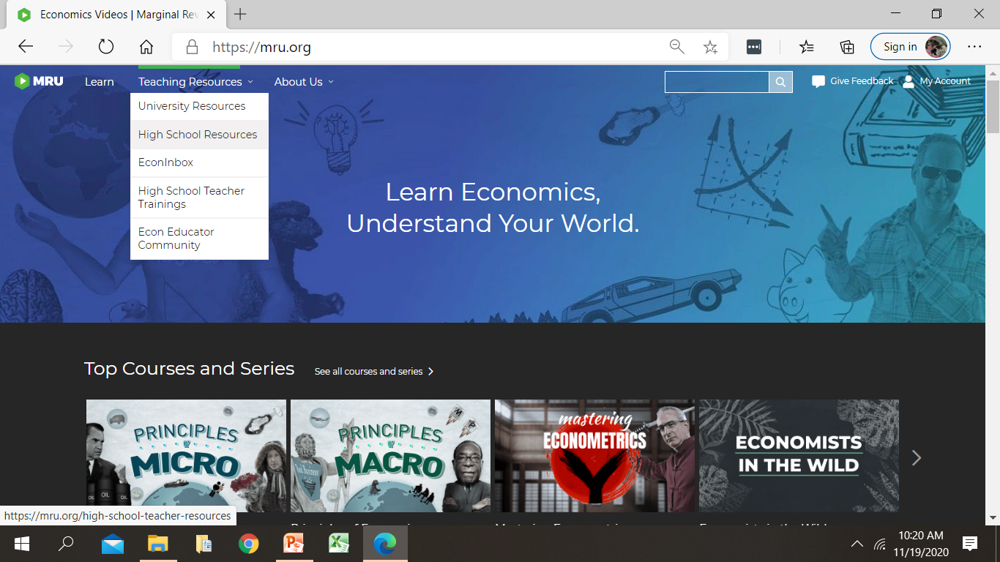 Economics Videos | Marginal Rev
https://mru.org
Sign in
MRU
Learn
Teaching Resources
About Us
Give Feedback
My Account
University Resources
High School Resources
EconInbox
High School Teacher
Trainings
Econ Educator
Community
Learn Economics,
Understand Your World.
Top Courses and Series
See all courses and series
PRINCIPLES
OF
MICRO
OIL
OIL
OIL
PRINCIPLES
OF
MACRO
mastering
ECONOMETRICS
ECONOMISTS
IN THE WILD
https://mru.org/high-school-teacher-resources
10:20 AM
11/19/2020